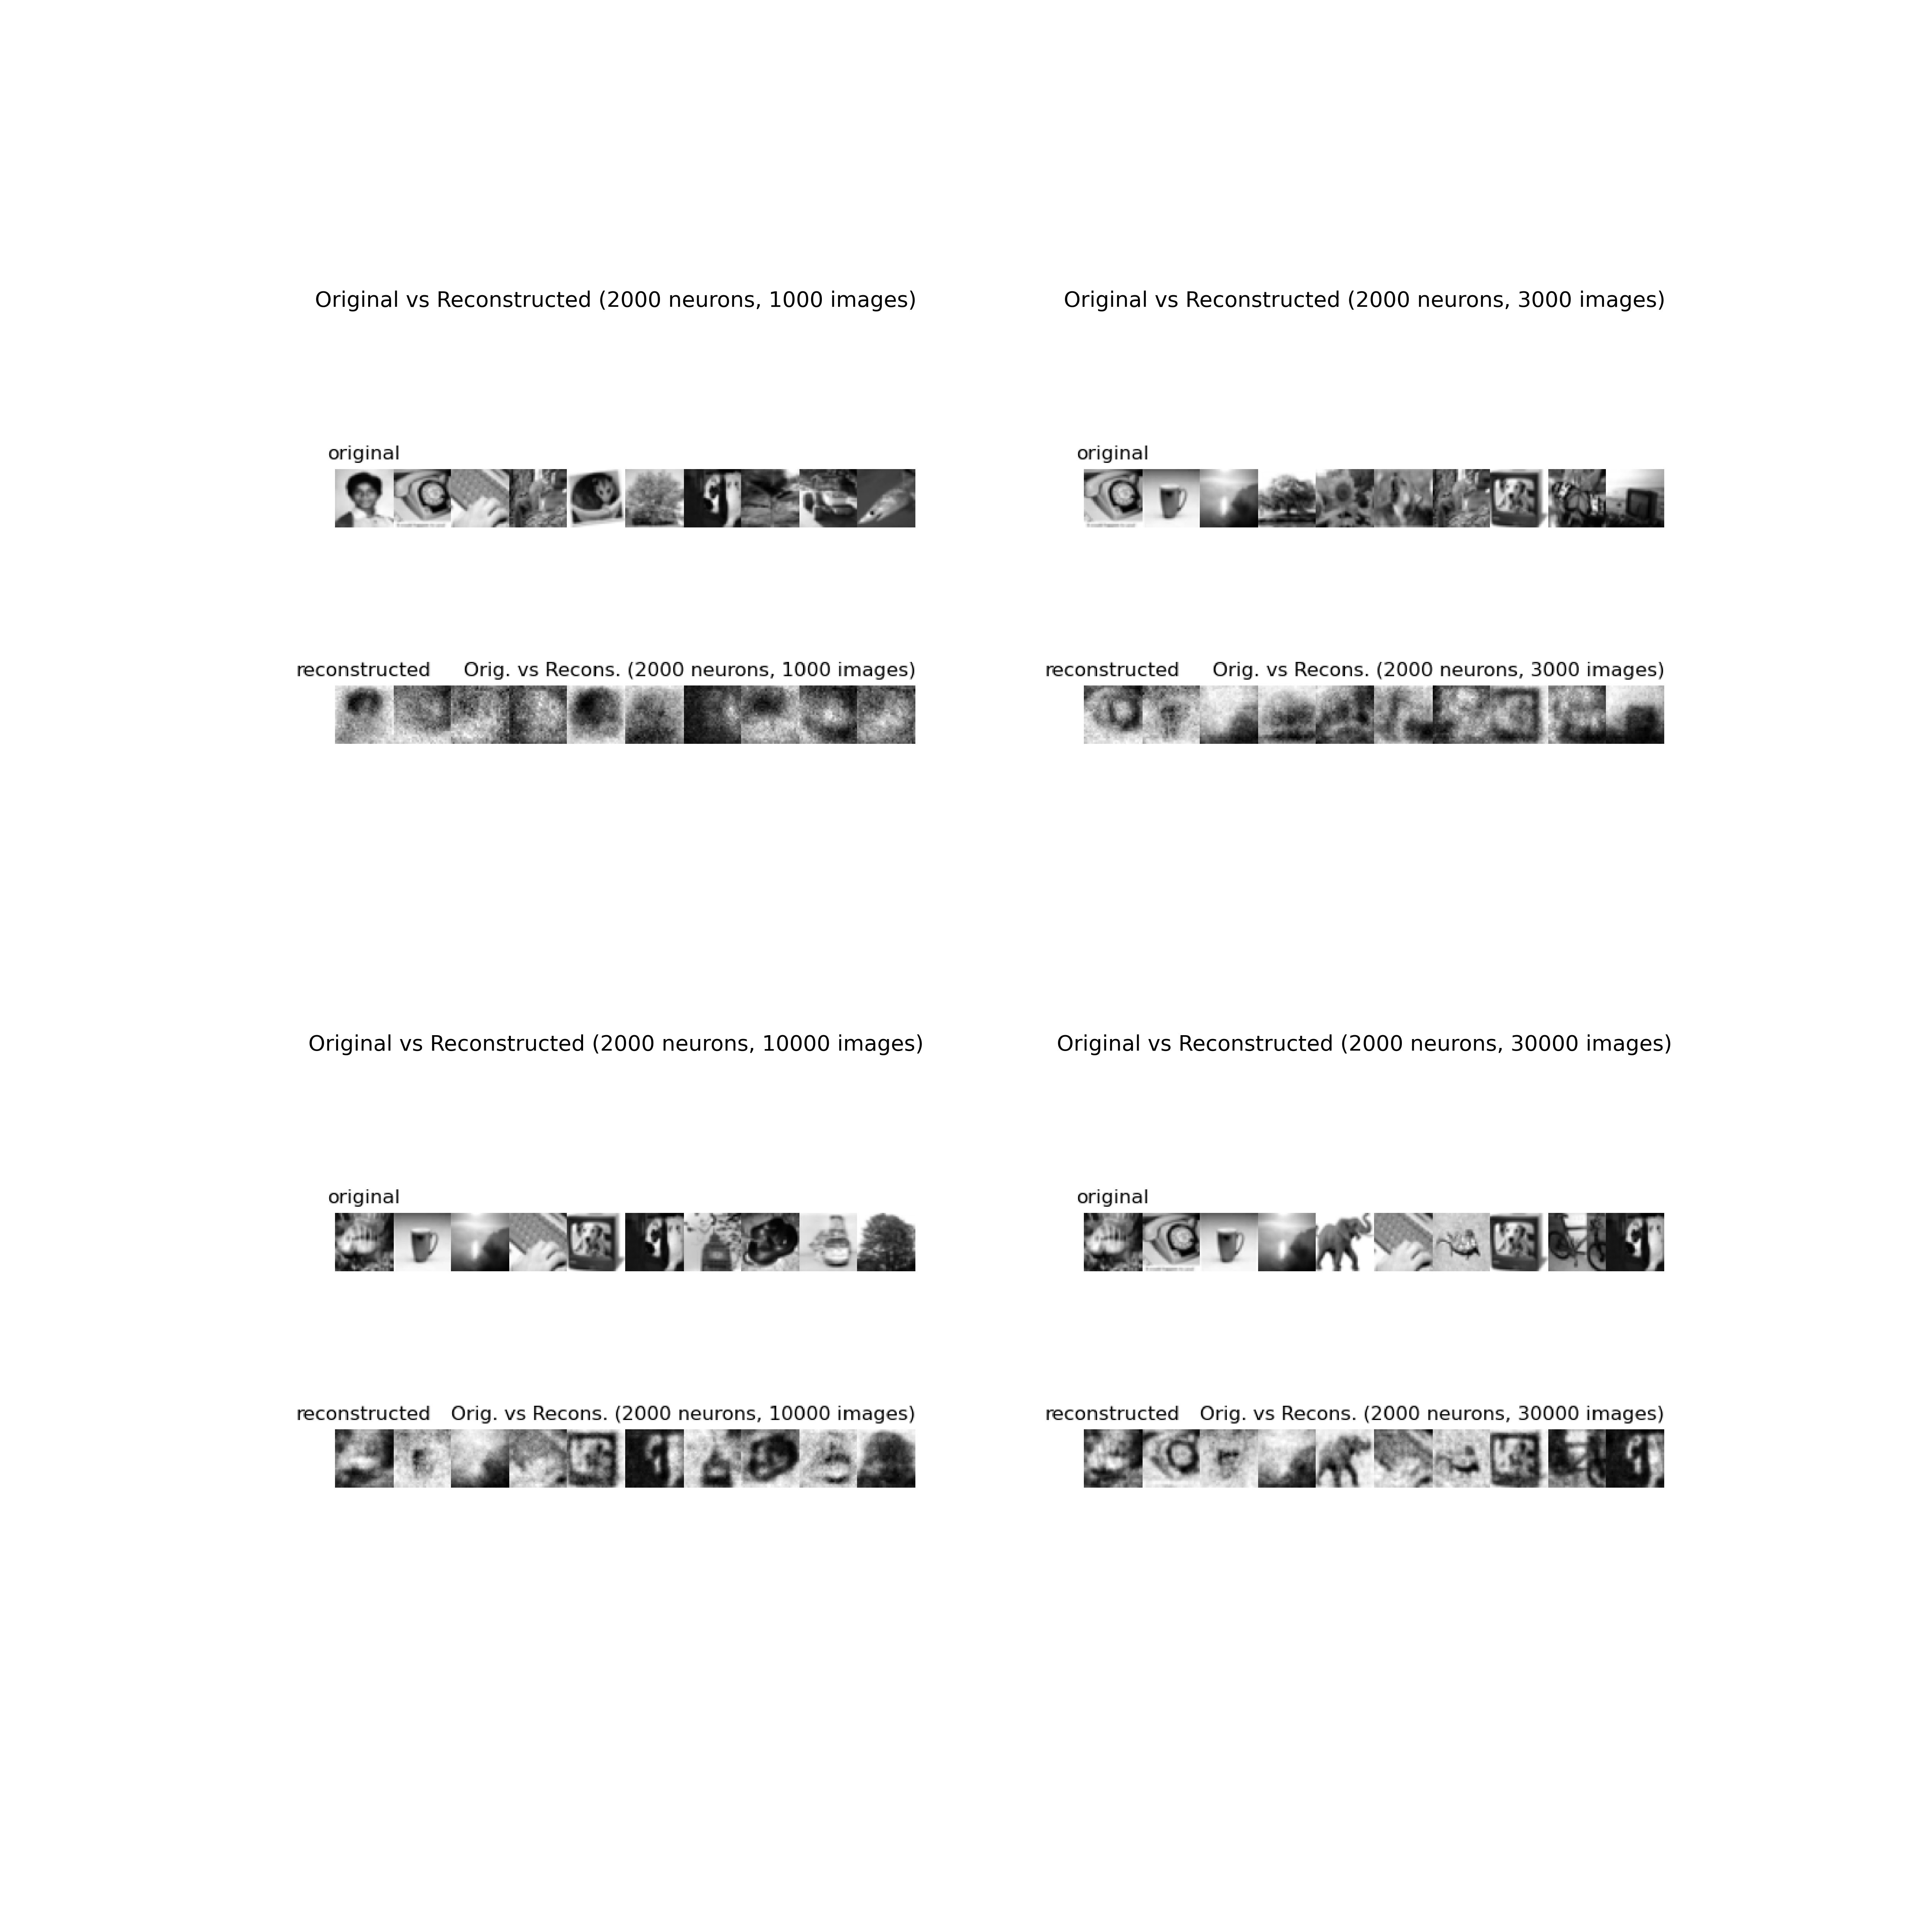 Original vs Reconstructed (2000 neurons, 1000 images)
original
reconstructed
Orig. vs Recons. (2000 neurons, 1000 images)
Original vs Reconstructed (2000 neurons, 3000 images)
original
reconstructed
Orig. vs Recons. (2000 neurons, 3000 images)
Original vs Reconstructed (2000 neurons, 10000 images)
original
reconstructed
Orig. vs Recons. (2000 neurons, 10000 images)
Original vs Reconstructed (2000 neurons, 30000 images)
original
reconstructed
Orig. vs Recons. (2000 neurons, 30000 images)